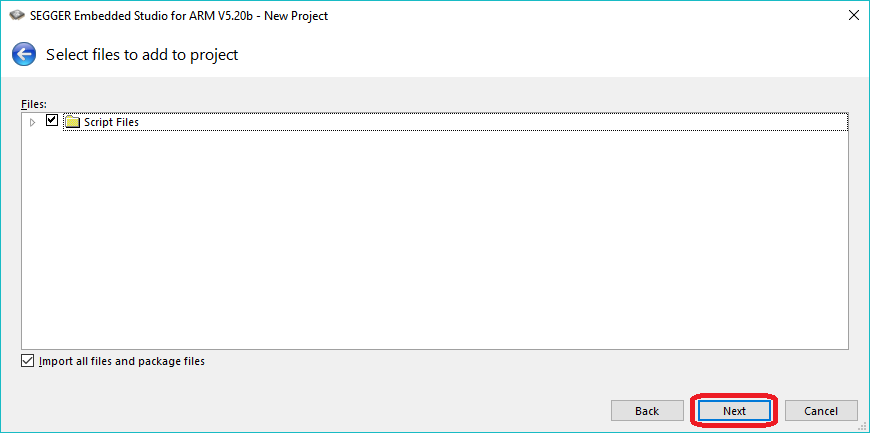 SEGGER Embedded Studio for ARM V5.20b - New Project
Select files to add to project
Files:
Script Files
Import all files and package files
Back Next Cancel